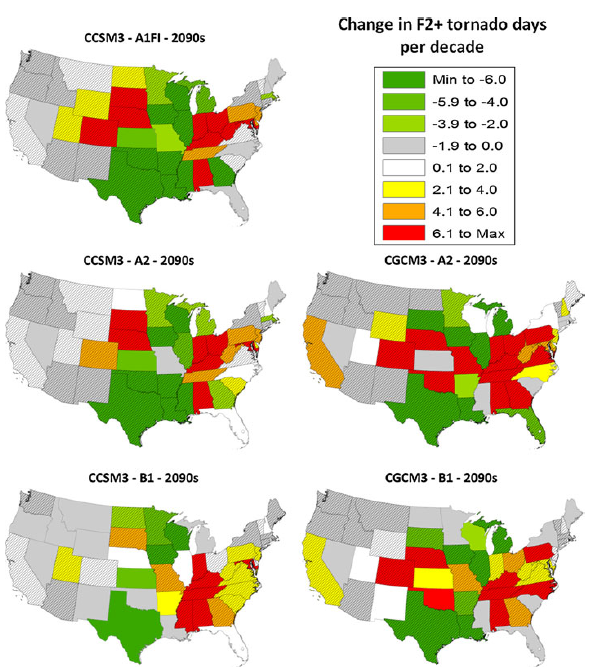 CCSM3 - A1FI - 2090s
Change in F2+ tornado days
per decade
Min to -6.0
-5.9 to -4.0
-3.9 to -2.0
-1.9 to 0.0
0.1 to 2.0
2.1 to 4.0
4.1 to 6.0
6.1 to Max
CCSM3 - A2 - 2090s
CGCM3 - A2 - 2090s
CCSM3 - B1 - 2090s
CGCM3 - B1 - 2090s